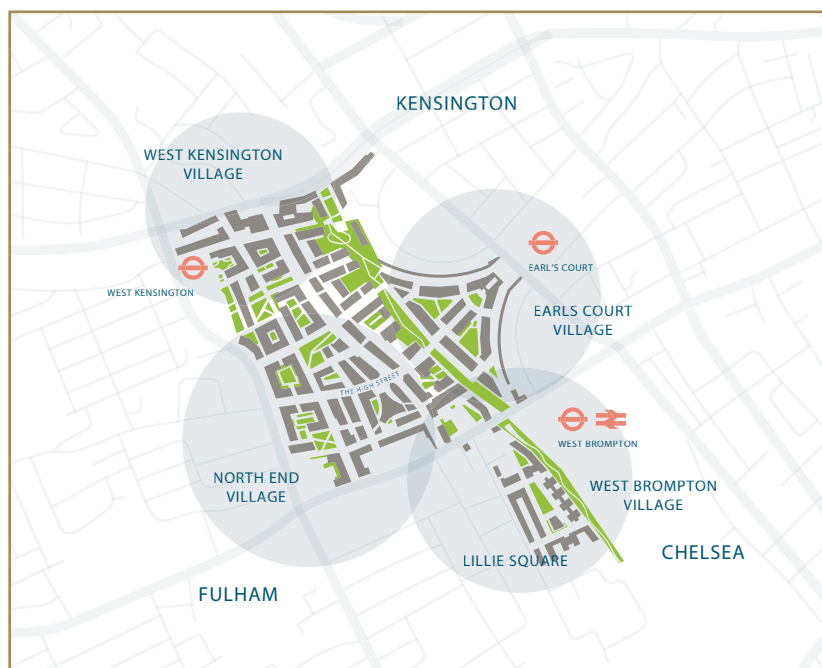 KENSINGTON
WEST KENSINGTON
VILLAGE
EARL'S COURT
WEST KENSINGTON
EARLS COURT
VILLAGE
THE HIGH STREET
WEST BROMPTON
NORTH END
VILLAGE
WEST BROMPTON
VILLAGE
CHELSEA
LILLIE SQUARE
FULHAM